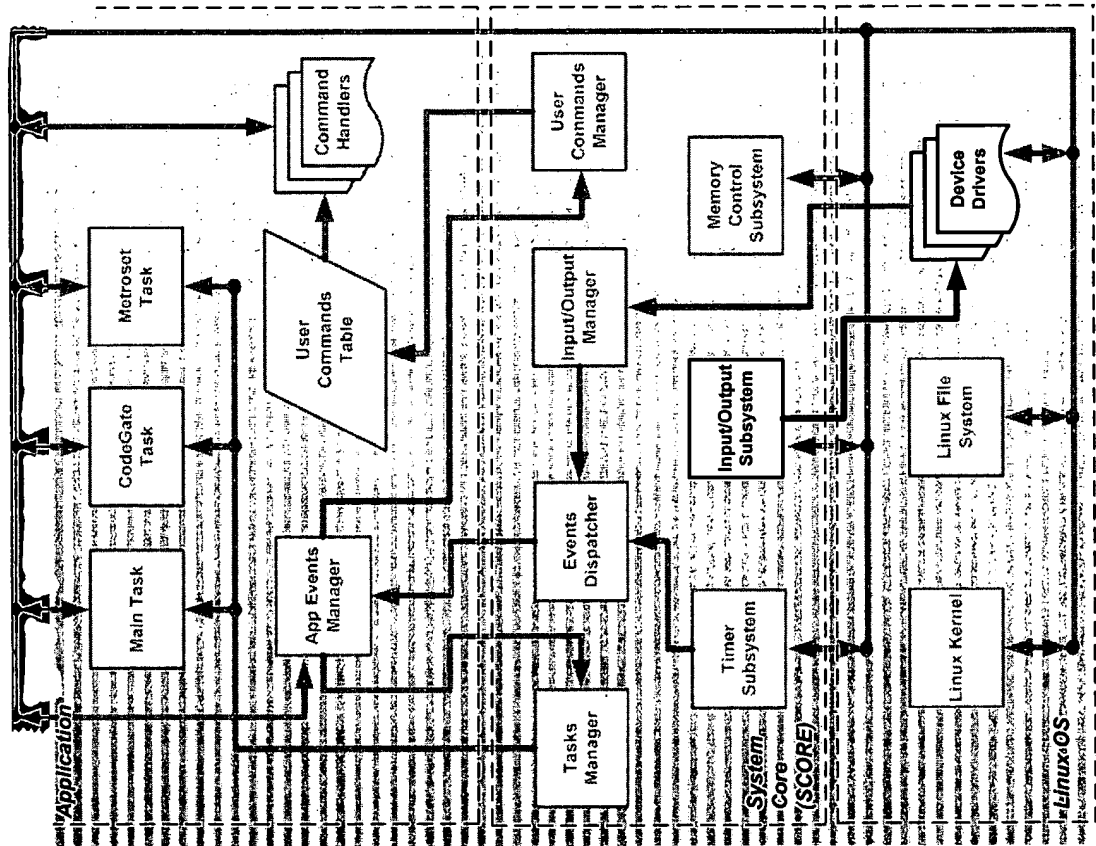 Application
Main Task
CodeGate
Task
Metroset
Task
App Events
Manager
User
Commands
Table
Command
Handlers
Tasks
Manager
Events
Dispatcher
Input/Output
Manager
User
Commands
Manager
System
Core
(SCORE)
Timer
Subsystem
Input/Output
Subsystem
Memory
Control
Subsystem
Linux Kernel
Linux File
System
Device
Drivers
Linux OS